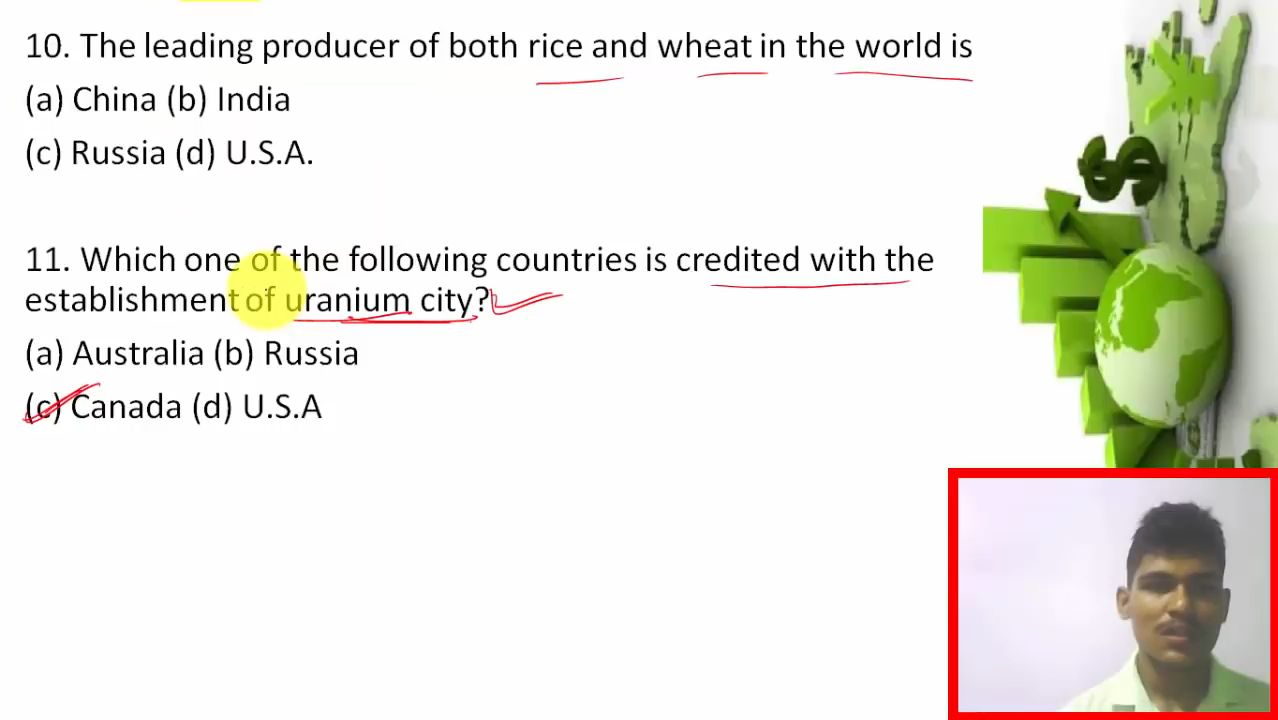 10. The leading producer of both rice and wheat in the world is
(a) China (b) India
(c) Russia (d) U.S.A.
11. Which one of the following countries is credited with the
establishment of uranium city?
(a) Australia (b) Russia
(c) Canada (d) U.S.A